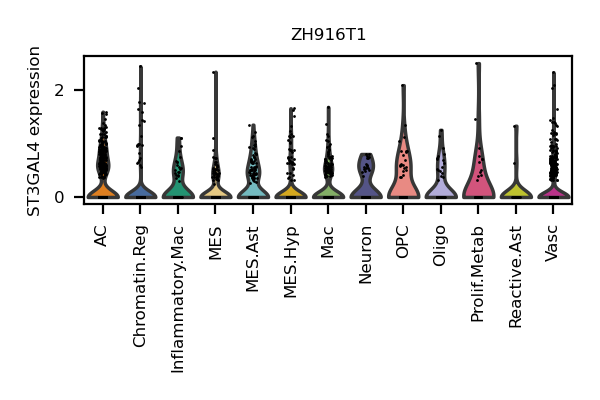 ZH916T1
ST3GAL4 expression
2
0
AC
Chromatin.Reg
Inflammatory.Mac
MES
MES.Ast
MES.Hyp
Mac
Neuron
OPC
Oligo
Prolif.Metab
Reactive.Ast
Vasc